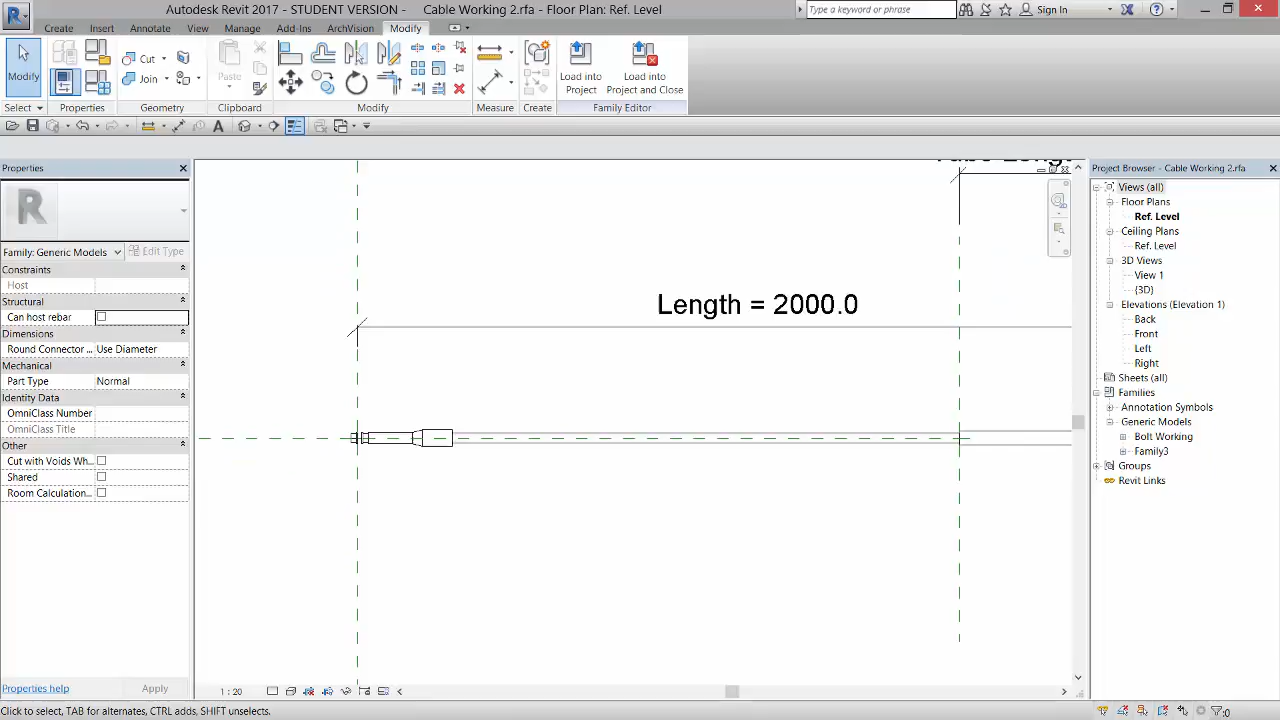 Autodesk Revit 2017 - STUDENT VERSION - Cable Working 2.rfa - Floor Plan: Ref. Level
Type a keyword or phrase
Sign In
Create Insert Annotate View Manage Add-Ins ArchVision Modify
Modify
Cut
Join
Paste
Load into Project
Load into Project and Close
Select Properties Geometry Clipboard Modify Measure Create Family Editor
Properties
R
Family: Generic Models Edit Type
Constraints
Host
Structural
Can host rebar
Dimensions
Round Connector ... Use Diameter
Mechanical
Part Type Normal
Identity Data
OmniClass Number
OmniClass Title
Other
Cut with Voids Wh...
Shared
Room Calculation...
Properties help Apply
Length = 2000.0
1 : 20
Project Browser - Cable Working 2.rfa
Views (all)
Floor Plans
Ref. Level
Ceiling Plans
Ref. Level
3D Views
View 1
{3D}
Elevations (Elevation 1)
Back
Front
Left
Right
Sheets (all)
Families
Annotation Symbols
Generic Models
Bolt Working
Family3
Groups
Revit Links
Click to select, TAB for alternates, CTRL adds, SHIFT unselects.
:0